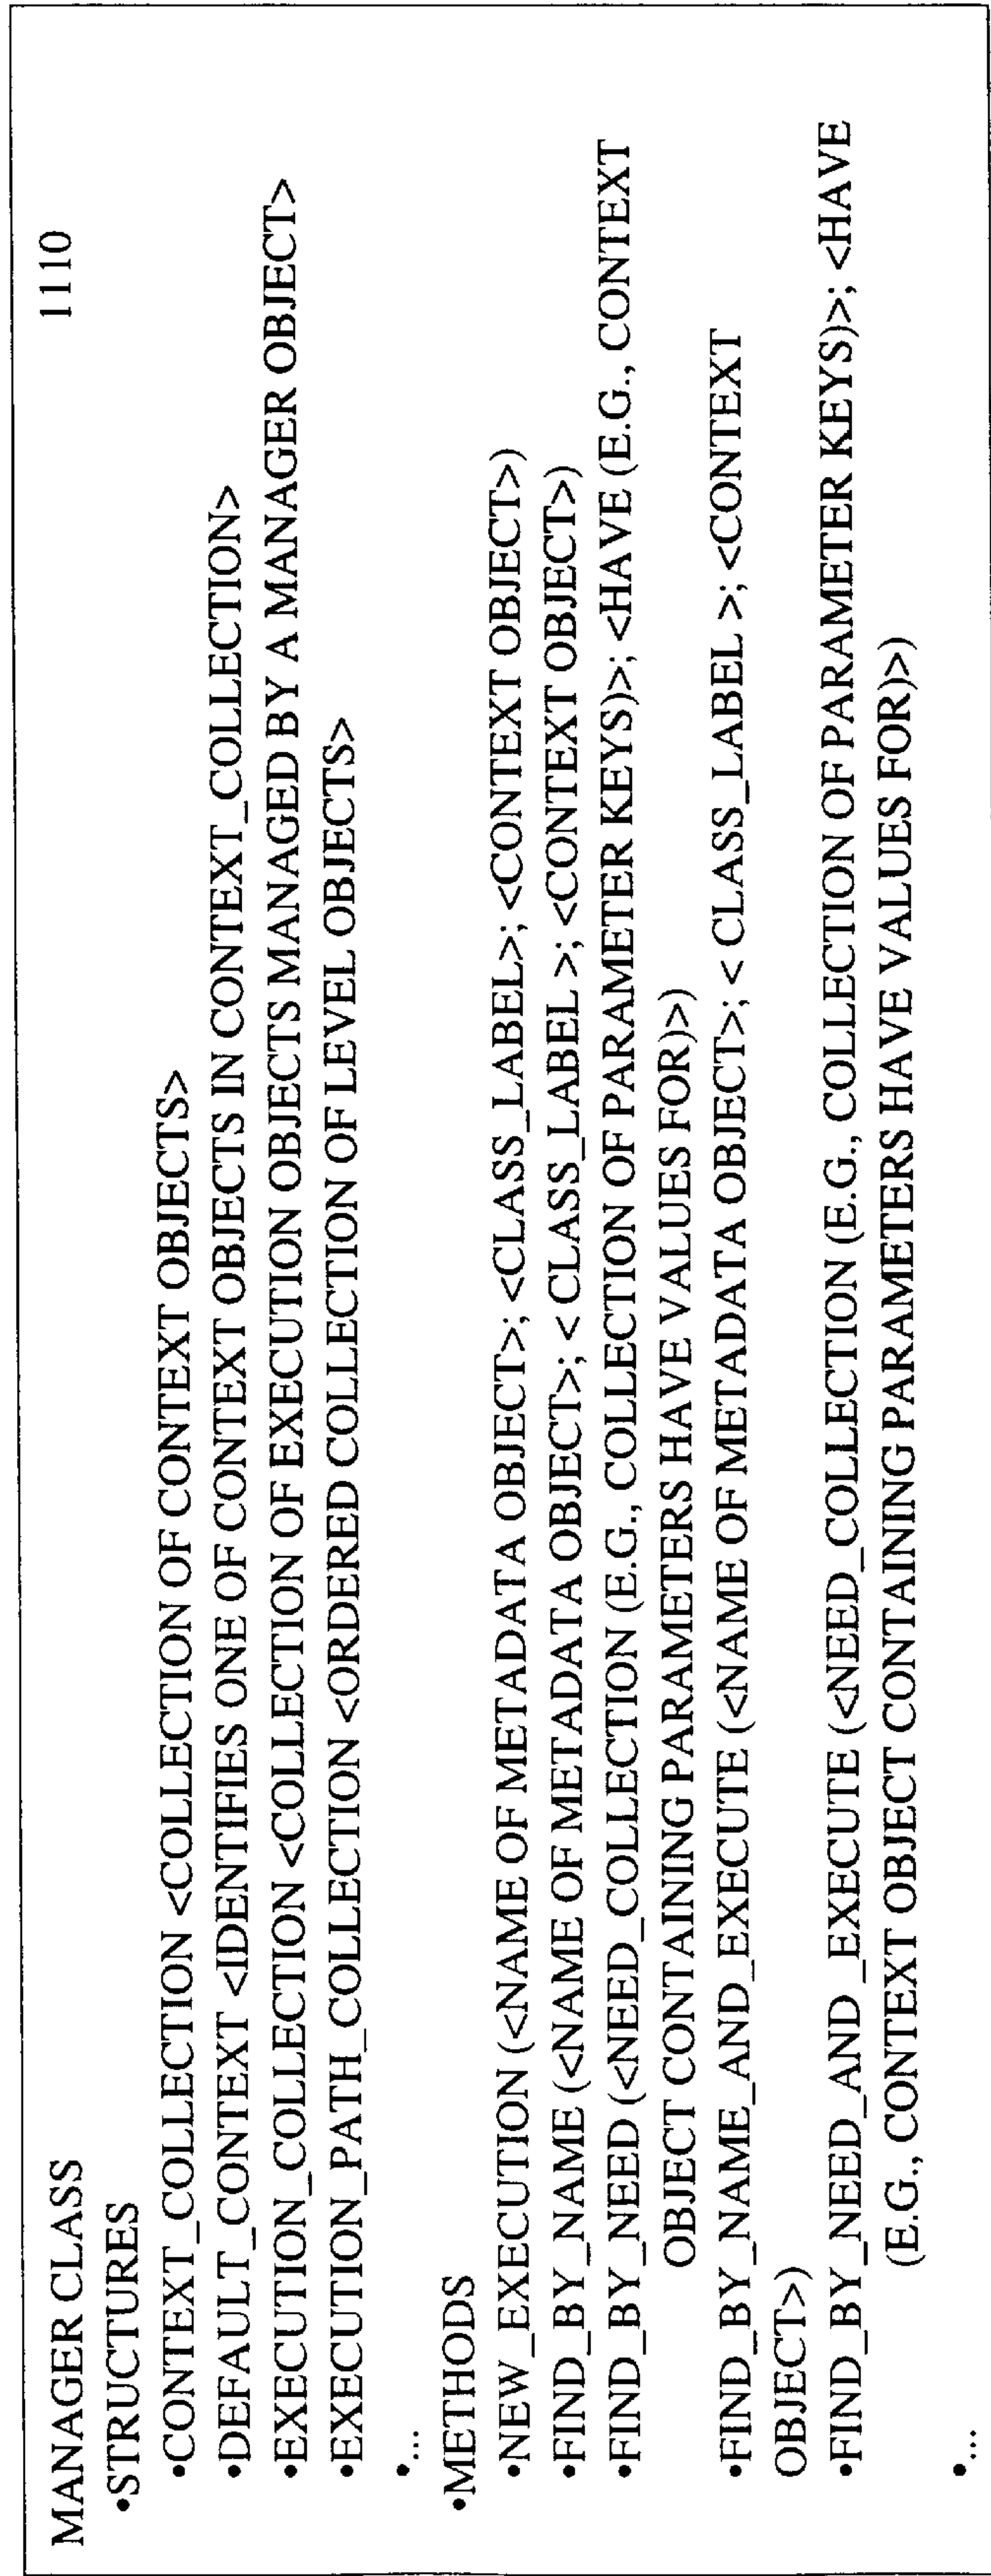 MANAGER CLASS 1110
•STRUCTURES
•CONTEXT_COLLECTION <COLLECTION OF CONTEXT OBJECTS>
•DEFAULT_CONTEXT <IDENTIFIES ONE OF CONTEXT OBJECTS IN CONTEXT_COLLECTION>
•EXECUTION_COLLECTION <COLLECTION OF EXECUTION OBJECTS MANAGED BY A MANAGER OBJECT>
•EXECUTION_PATH_COLLECTION <ORDERED COLLECTION OF LEVEL OBJECTS>
•...
•METHODS
•NEW_EXECUTION (<NAME OF METADATA OBJECT>; <CLASS_LABEL>; <CONTEXT OBJECT>)
•FIND_BY_NAME (<NAME OF METADATA OBJECT>; < CLASS_LABEL >; <CONTEXT OBJECT>)
•FIND_BY_NEED (<NEED_COLLECTION (E.G., COLLECTION OF PARAMETER KEYS)>; <HAVE (E.G., CONTEXT
OBJECT CONTAINING PARAMETERS HAVE VALUES FOR)>)
•FIND_BY_NAME_AND_EXECUTE (<NAME OF METADATA OBJECT>; < CLASS_LABEL >; <CONTEXT
OBJECT>)
•FIND_BY_NEED_AND_EXECUTE (<NEED_COLLECTION (E.G., COLLECTION OF PARAMETER KEYS)>; <HAVE
(E.G., CONTEXT OBJECT CONTAINING PARAMETERS HAVE VALUES FOR)>)
•...